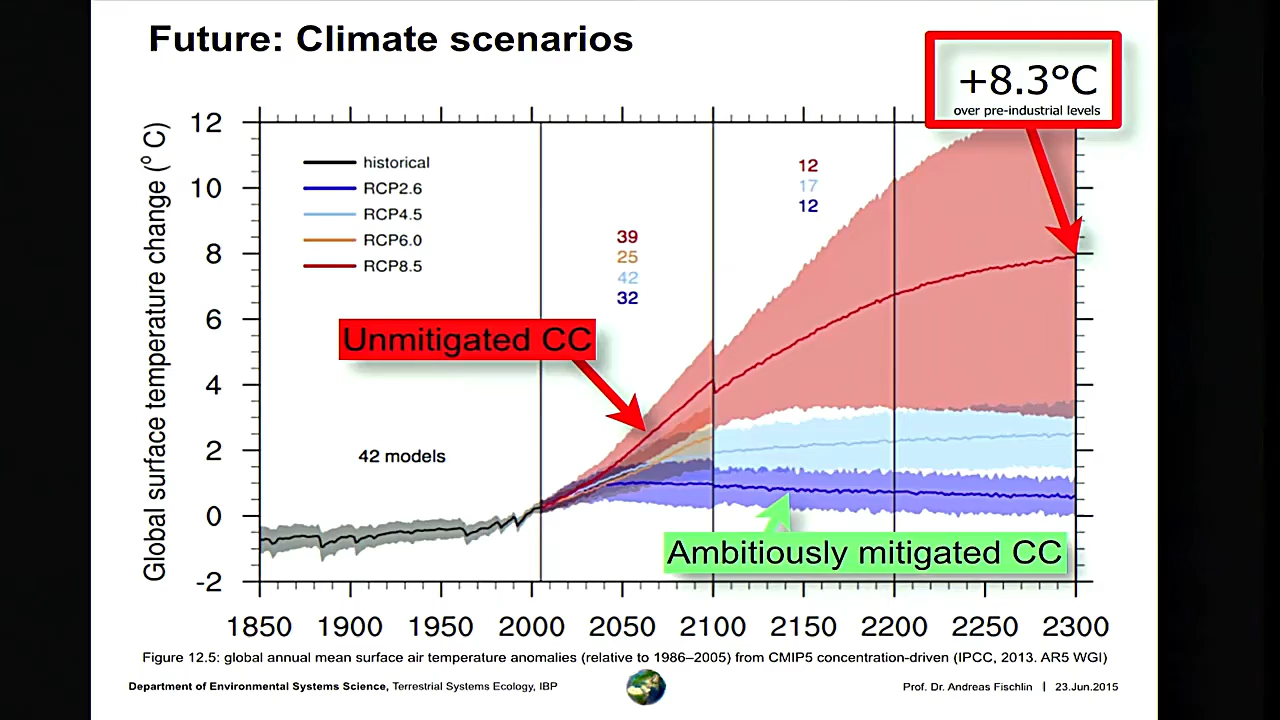 Future: Climate scenarios
+8.3°C
over pre-industrial levels
Global surface temperature change (° C)
12
10
8
6
4
2
0
-2
historical
RCP2.6
RCP4.5
RCP6.0
RCP8.5
12
17
12
39
25
42
32
Unmitigated CC
42 models
Ambitiously mitigated CC
1850 1900 1950 2000 2050 2100 2150 2200 2250 2300
Figure 12.5: global annual mean surface air temperature anomalies (relative to 1986–2005) from CMIP5 concentration-driven (IPCC, 2013. AR5 WGI)
Department of Environmental Systems Science, Terrestrial Systems Ecology, IBP
Prof. Dr. Andreas Fischlin | 23.Jun.2015